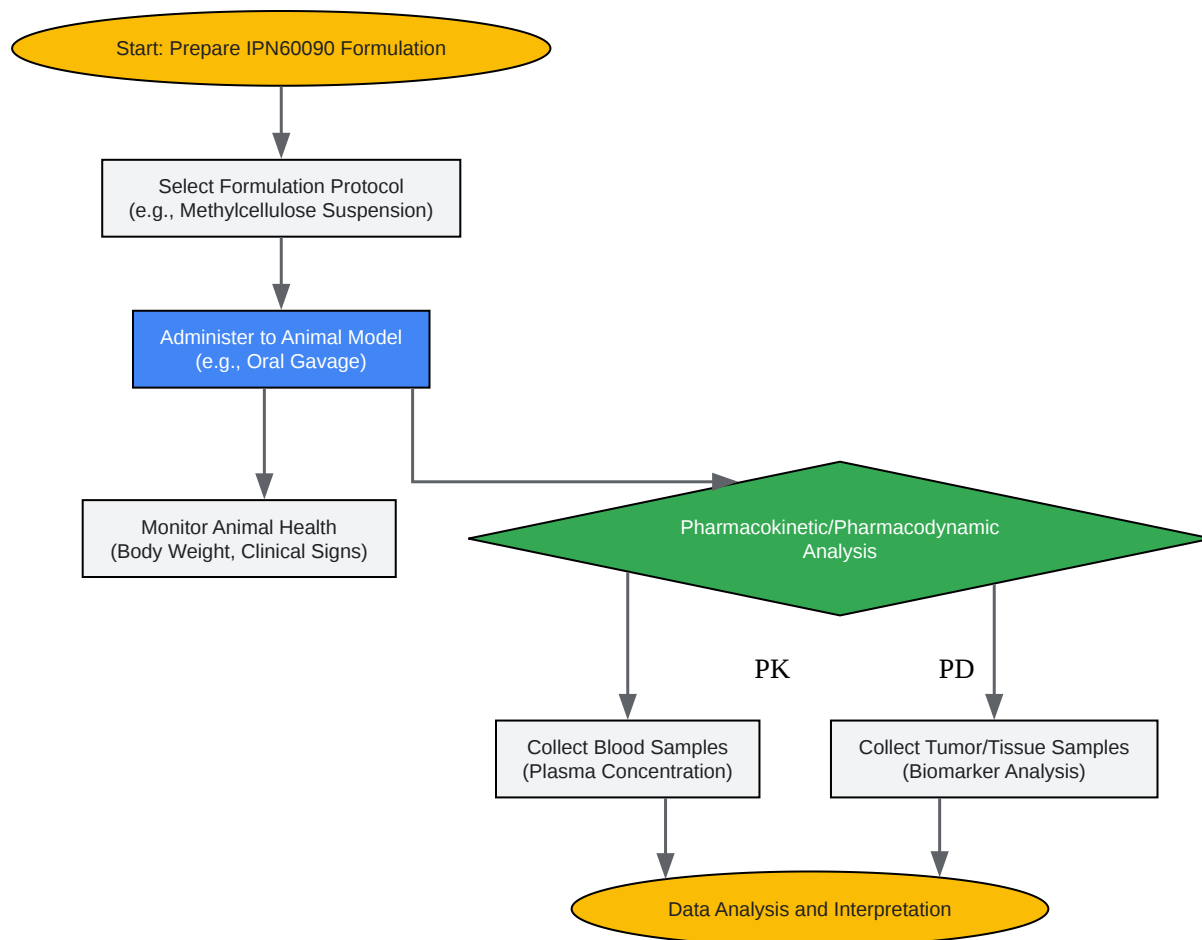 Start: Prepare IPN60090 Formulation
Select Formulation Protocol
(e.g., Methylcellulose Suspension)
Administer to Animal Model
(e.g., Oral Gavage)
Monitor Animal Health
(Body Weight, Clinical Signs)
Pharmacokinetic/Pharmacodynamic
Analysis
PK
PD
Collect Blood Samples
(Plasma Concentration)
Collect Tumor/Tissue Samples
(Biomarker Analysis)
Data Analysis and Interpretation